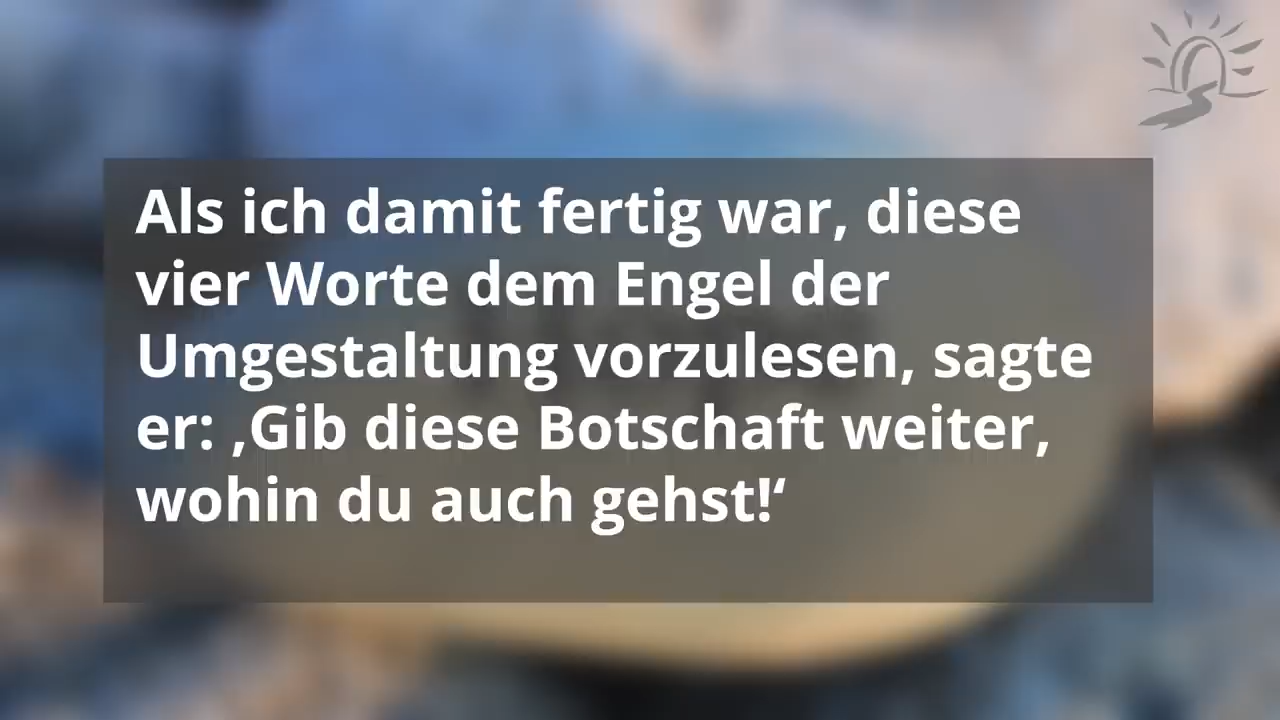 Als ich damit fertig war, diese
vier Worte dem Engel der
Umgestaltung vorzulesen, sagte
er: ‚Gib diese Botschaft weiter,
wohin du auch gehst!‘